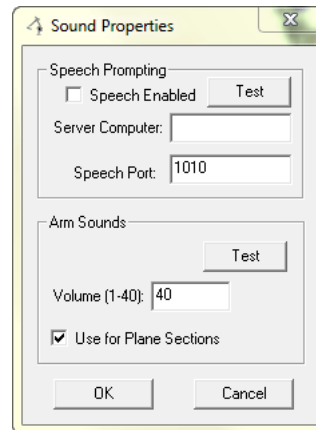 Sound Properties
Speech Prompting
Speech Enabled
Test
Server Computer:
Speech Port: 1010
Arm Sounds
Test
Volume (1-40): 40
Use for Plane Sections
OK Cancel